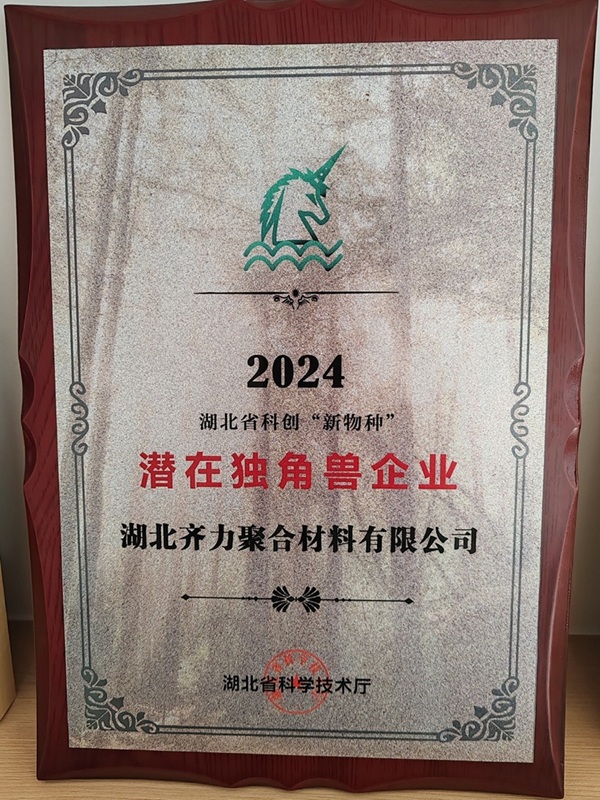 2024
湖北省科创“新物种”
潜在独角兽企业
湖北齐力聚合材料有限公司
湖北省科学技术厅